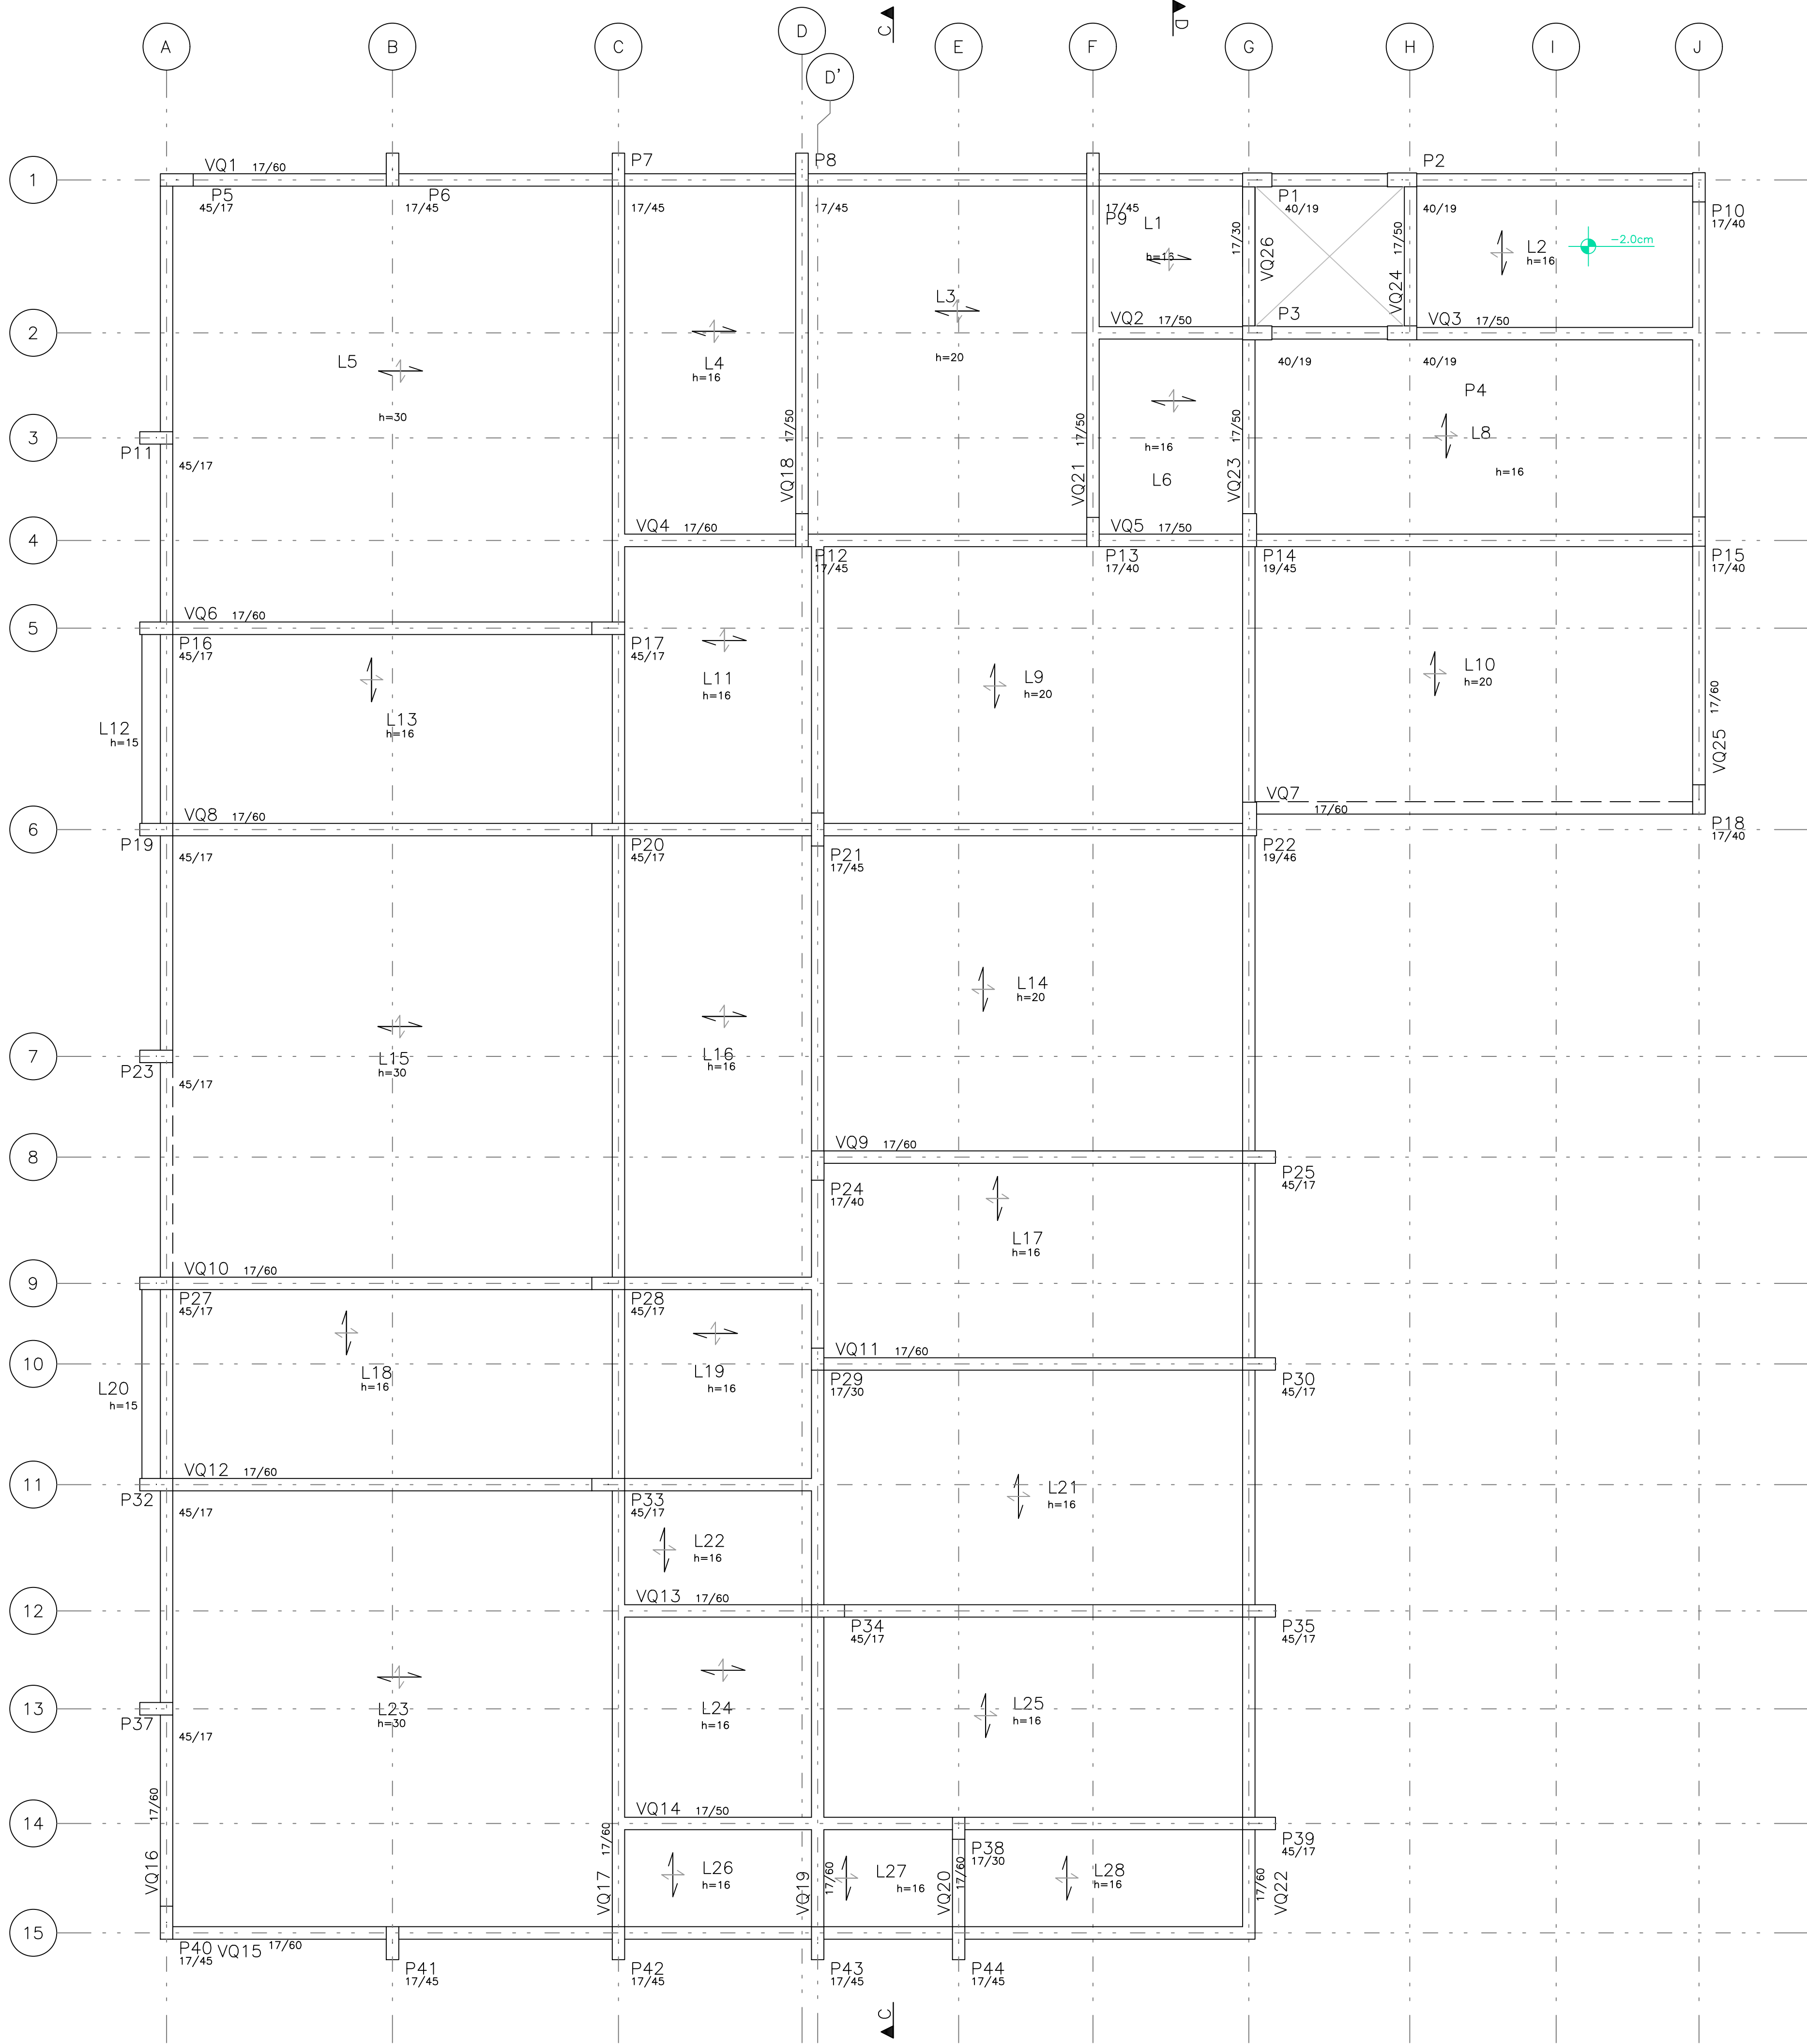 C
D
A
B
C
D
D'
E
F
G
H
I
J
1
VQ1 17/60
P7
P8
P2
P5
45/17
P6
17/45
17/45
17/45
17/45
P9
P1
40/19
40/19
P10
17/40
L1
h=16
17/30
VQ26
17/50
VQ24
L2
h=16
-2.0cm
L3
h=20
2
VQ2 17/50
P3
VQ3 17/50
L5
h=30
L4
h=16
40/19
40/19
P4
3
P11
45/17
17/50
VQ18
17/50
VQ21
h=16
L6
17/50
VQ23
L8
h=16
4
VQ4 17/60
VQ5 17/50
P12
17/45
P13
17/40
P14
19/45
P15
17/40
5
VQ6 17/60
P16
45/17
P17
45/17
L11
h=16
L9
h=20
L10
h=20
L12
h=15
L13
h=16
17/60
VQ25
VQ7
17/60
6
VQ8 17/60
P19
45/17
P20
45/17
P21
17/45
P22
19/46
P18
17/40
L14
h=20
7
P23
45/17
L15
h=30
L16
h=16
8
VQ9 17/60
P24
17/40
P25
45/17
L17
h=16
9
VQ10 17/60
P27
45/17
P28
45/17
10
VQ11 17/60
P29
17/30
P30
45/17
L20
h=15
L18
h=16
L19
h=16
11
VQ12 17/60
P32
45/17
P33
45/17
L21
h=16
L22
h=16
12
VQ13 17/60
P34
45/17
P35
45/17
13
P37
45/17
L23
h=30
L24
h=16
L25
h=16
14
VQ14 17/50
P38
17/30
P39
45/17
17/60
VQ16
17/60
VQ17
L26
h=16
VQ19
17/60
L27
h=16
VQ20
17/60
L28
h=16
17/60
VQ22
15
P40
17/45
VQ15 17/60
P41
17/45
P42
17/45
P43
17/45
P44
17/45
C